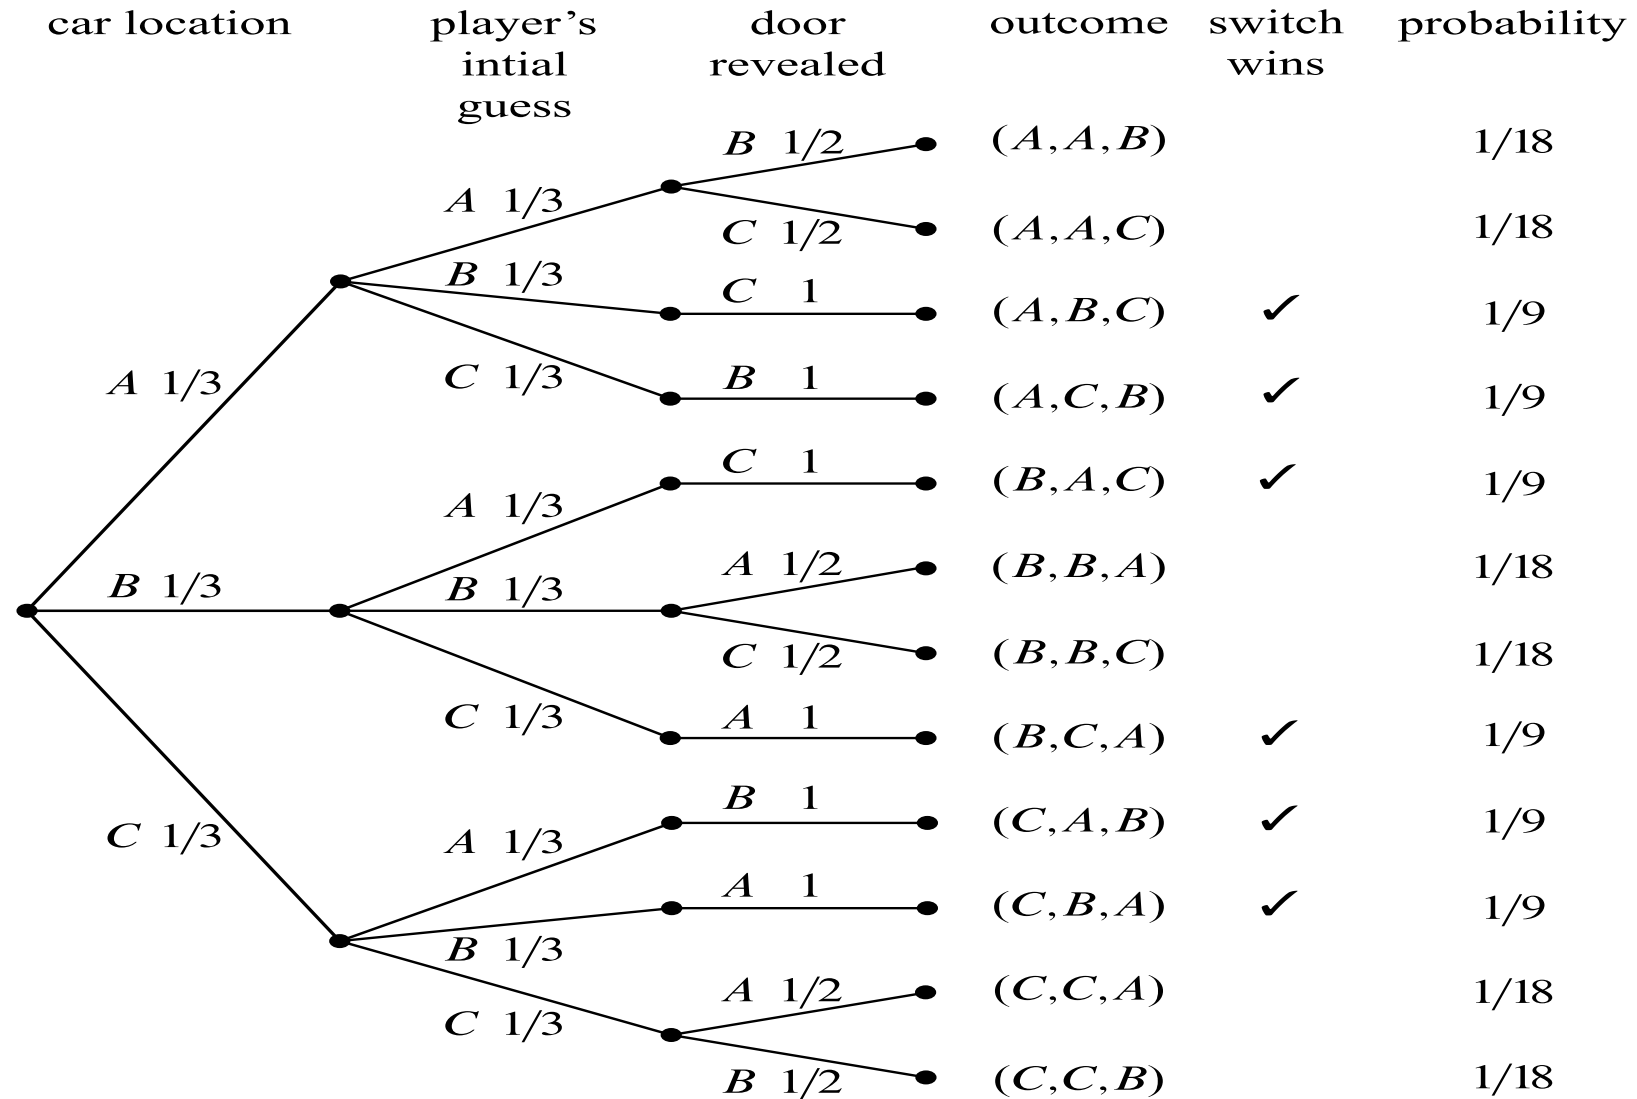 car location player’s door outcome switch probability
intial revealed wins
guess
B 1/2 (A,A,B) 1/18
A 1/3
C 1/2 (A,A,C) 1/18
B 1/3
C 1 (A,B,C) ✓ 1/9
A 1/3
C 1/3 B 1 (A,C,B) ✓ 1/9
C 1 (B,A,C) ✓ 1/9
A 1/3
A 1/2 (B,B,A) 1/18
B 1/3 B 1/3
C 1/2 (B,B,C) 1/18
C 1/3 A 1 (B,C,A) ✓ 1/9
B 1 (C,A,B) ✓ 1/9
C 1/3 A 1/3
A 1 (C,B,A) ✓ 1/9
B 1/3
A 1/2 (C,C,A) 1/18
C 1/3
B 1/2 (C,C,B) 1/18